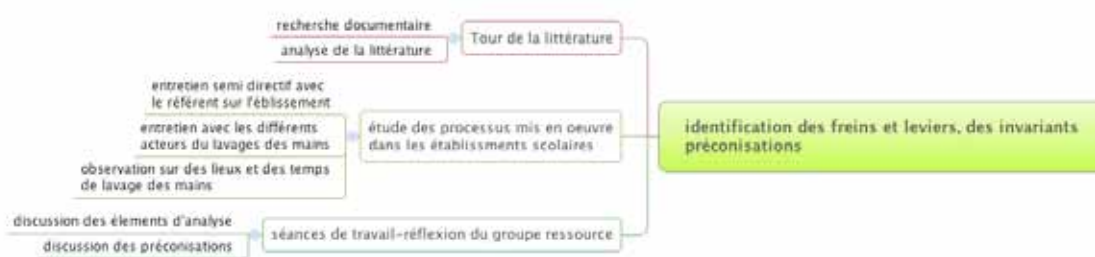 recherche documentaire
analyse de la littérature
Tour de la littérature
entretien semi directif avec
le référent sur l'éblissement
entretien avec les différents
acteurs du lavages des mains
observation sur des lieux et des temps
de lavage des mains
étude des processus mis en oeuvre
dans les établissments scolaires
discussion des élements d'analyse
discussion des préconisations
séances de travail-réflexion du groupe ressource
identification des freins et leviers, des invariants
préconisations